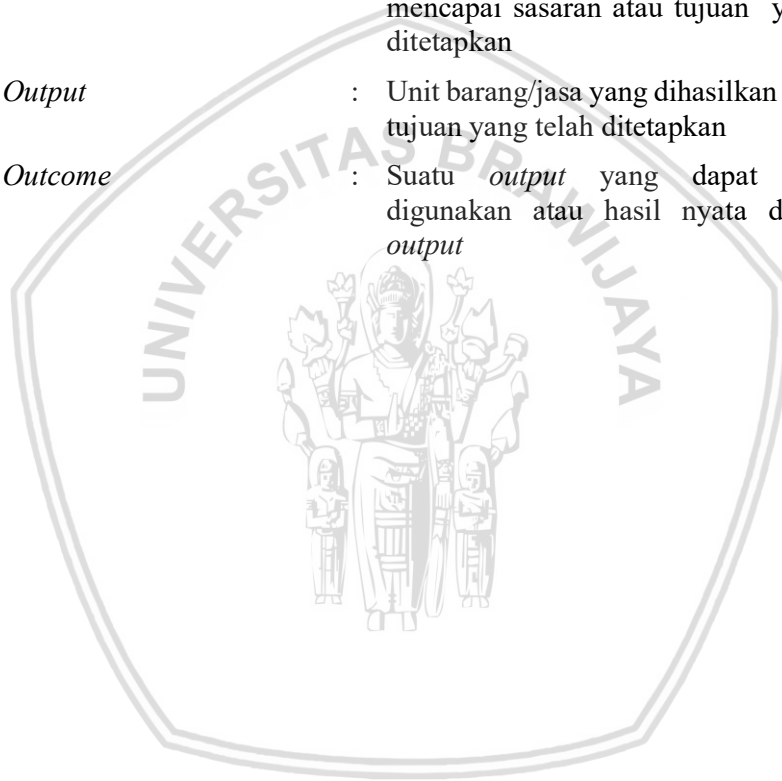 mencapai sasaran atau tujuan
ditetapkan
Output : Unit barang/jasa yang dihasilkan
tujuan yang telah ditetapkan
Outcome : Suatu output yang dapat
digunakan atau hasil nyata
output
UNIVERSITAS BRAWIJAYA